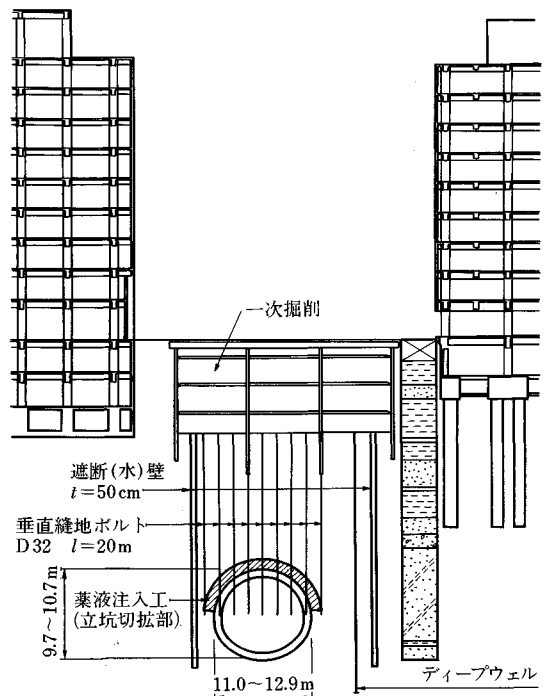 一次掘削
遮断(水)壁
t=50cm
垂直縫地ボルト
D32 l=20m
薬液注入工
(立坑切拡部)
9.7〜10.7m
11.0〜12.9m
ディープウェル